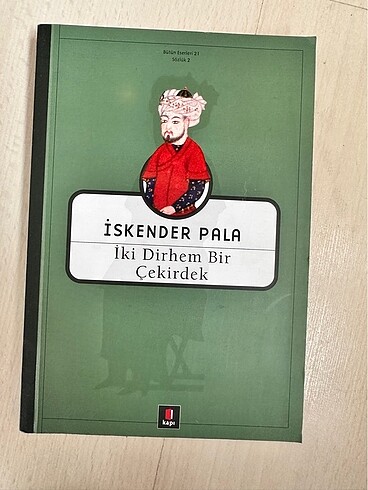 Bütün Eserleri 21
Sözlük 2
İSKENDER PALA
İki Dirhem Bir
Çekirdek
kapı